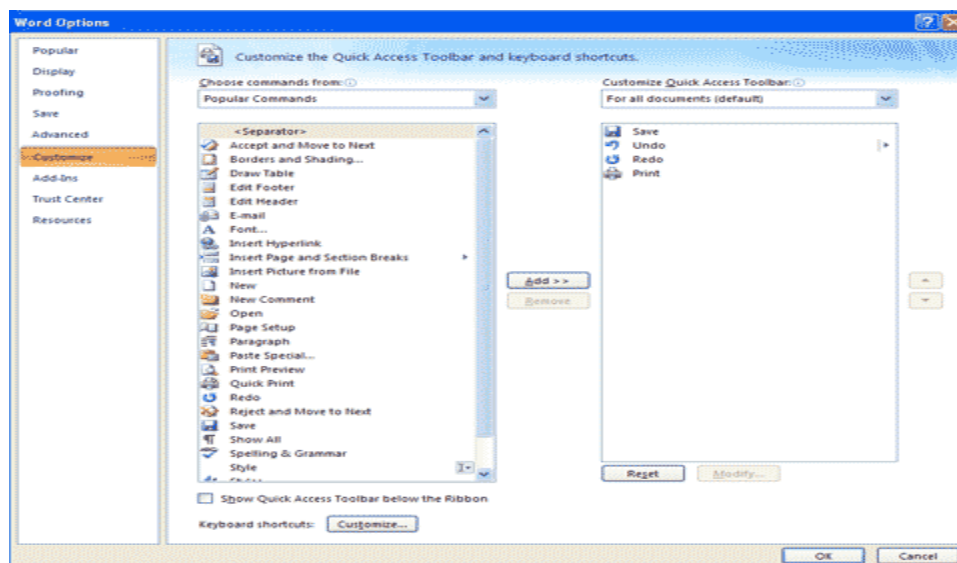 Word Options
Popular
Display
Proofing
Save
Advanced
Customize
Add-Ins
Trust Center
Resources
Customize the Quick Access Toolbar and keyboard shortcuts.
Choose commands from:
Popular Commands
<Separator>
Accept and Move to Next
Borders and Shading...
Draw Table
Edit Footer
Edit Header
E-mail
Font...
Insert Hyperlink
Insert Page and Section Breaks
Insert Picture from File
New
New Comment
Open
Page Setup
Paragraph
Paste Special...
Print Preview
Quick Print
Redo
Reject and Move to Next
Save
Show All
Spelling & Grammar
Style
Add >>
Remove
Customize Quick Access Toolbar:
For all documents (default)
Save
Undo
Redo
Print
Reset
Modify...
Show Quick Access Toolbar below the Ribbon
Keyboard shortcuts:
Customize...
OK
Cancel